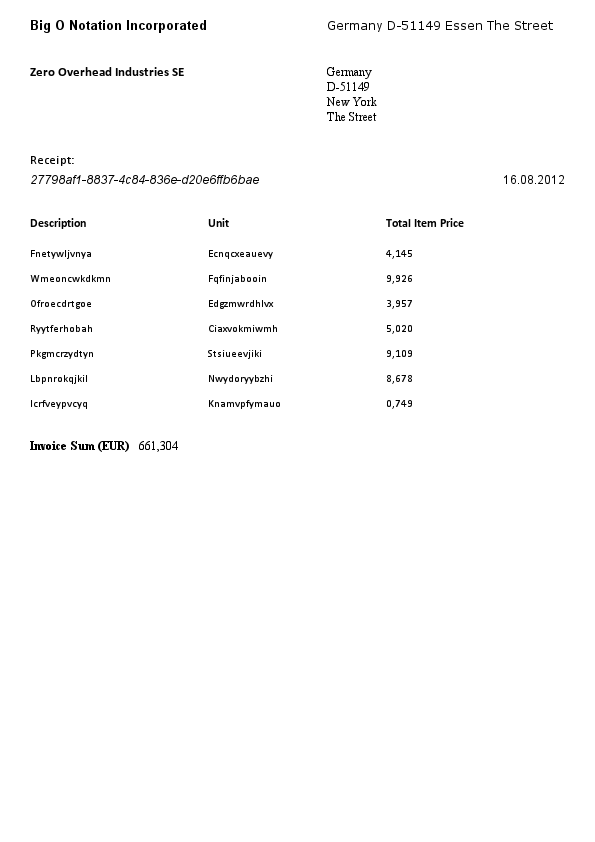 Big O Notation Incorporated Germany D-51149 Essen The Street
Zero Overhead Industries SE Germany
D-51149
New York
The Street
Receipt:
27798af1-8837-4c84-836e-d20e6ffb6bae 16.08.2012
Description Unit Total Item Price
Fnetywljvnya Ecnqcxeauevy 4,145
Wmeoncwkdkmn Fqfinjabooin 9,926
Ofroecdrtgoe Edgzmwrdhlvx 3,957
Ryytferhobah Ciaxvokmiwmh 5,020
Pkgmcrzydtyn Stsiueevjiki 9,109
Lbpnrokqjkil Nwydoryybzhi 8,678
Icrfveypvcyq Knamvpfymauo 0,749
Invoice Sum (EUR) 661,304